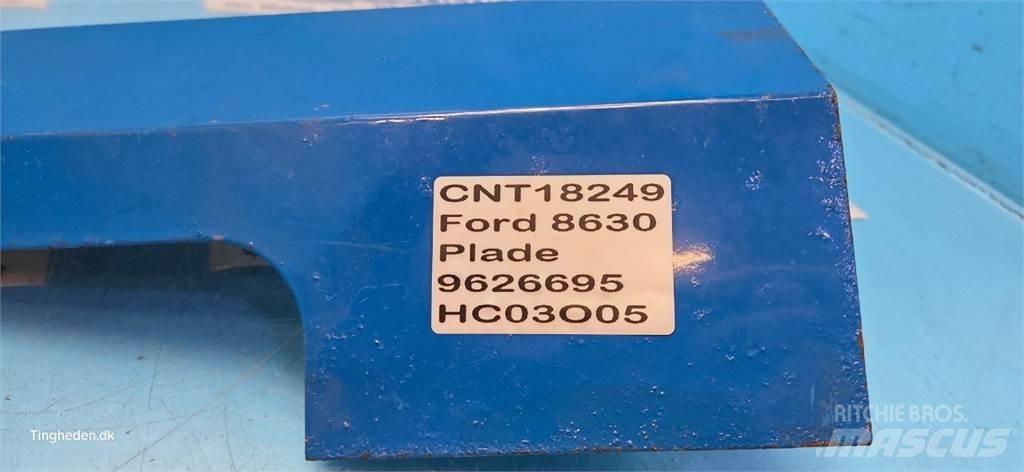 CNT18249
Ford 8630
Plade
9626695
HC03O05
Tingheden.dk
RITCHIE BROS.
MASCUS